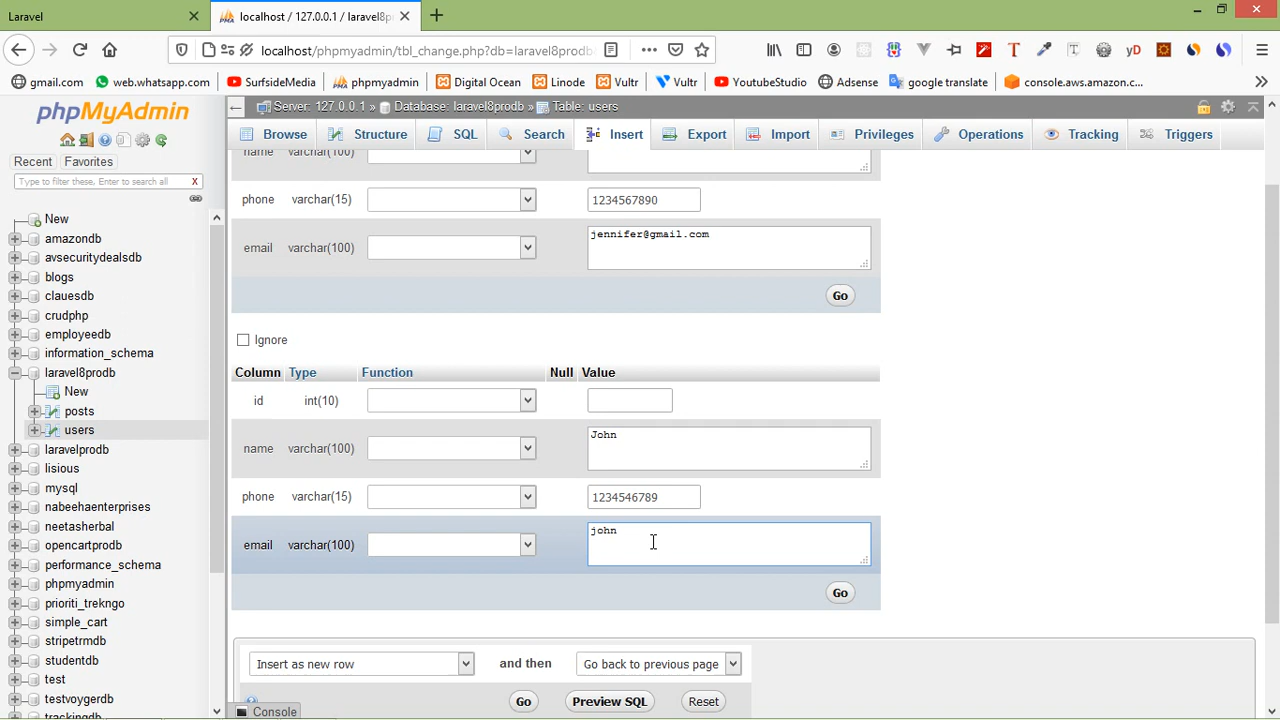 Laravel
localhost / 127.0.0.1 / laravel8pr
localhost/phpmyadmin/tbl_change.php?db=laravel8prodb
gmail.com
web.whatsapp.com
SurfsideMedia
phpmyadmin
Digital Ocean
Linode
Vultr
Vultr
YouTubeStudio
Adsense
google translate
console.aws.amazon.c...
phpMyAdmin
Recent Favorites
Type to filter these, Enter to search all X
New
amazondb
avsecuritydealsdb
blogs
clauesdb
crudphp
employeedb
information_schema
laravel8prodb
New
posts
users
laravelprodb
lisious
mysql
nabeehaenterprises
neetasherbal
opencartprodb
performance_schema
phpmyadmin
prioriti_trekngo
simple_cart
stripetrmdb
studentdb
test
testvoygerdb
trackingdb
Server: 127.0.0.1 » Database: laravel8prodb » Table: users
Browse Structure SQL Search Insert Export Import Privileges Operations Tracking Triggers
name varchar(100)
phone varchar(15) 1234567890
email varchar(100) jennifer@gmail.com
Go
Ignore
Column Type Function Null Value
id int(10)
name varchar(100) John
phone varchar(15) 1234546789
email varchar(100) john
Go
Insert as new row and then Go back to previous page
Go Preview SQL Reset
Console